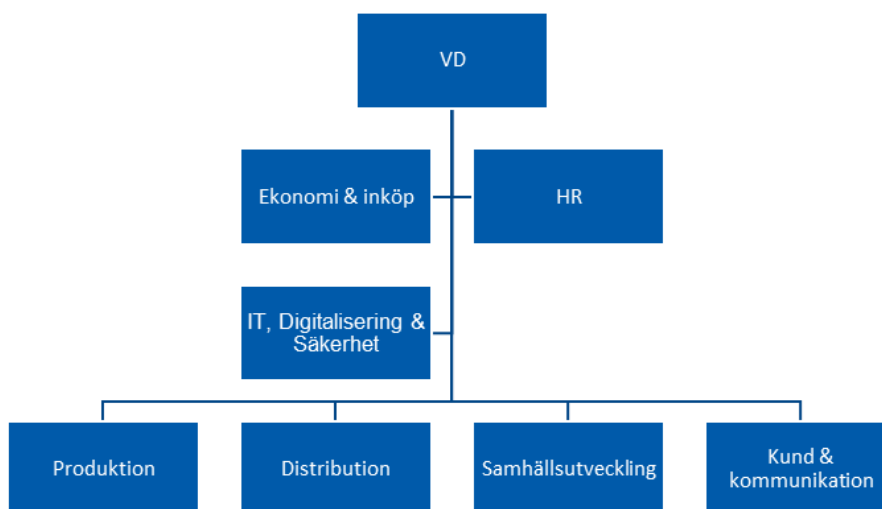 VD
Ekonomi & inköp
HR
IT, Digitalisering &
Säkerhet
Produktion
Distribution
Samhällsutveckling
Kund &
kommunikation